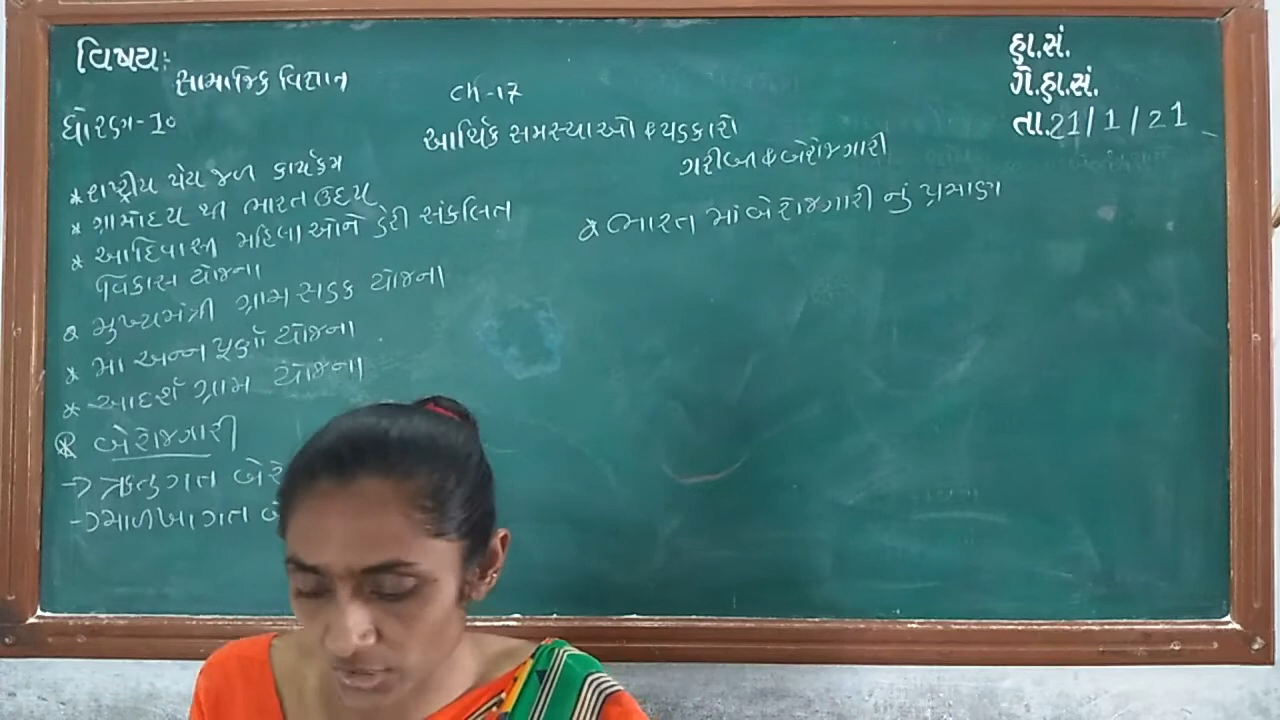 વિષય:
સામાજિક વિજ્ઞાન
ધોરણ-10
ch-17
આર્થિક સમસ્યાઓ & પડકારો
ગરીબી & બેરોજગારી
હા.સં.
ગે.હા.સં.
તા.21/1/21
* રાષ્ટ્રીય પેય જળ કાર્યક્રમ
* ગ્રામોદય થી ભારત ઉદય
* આદિવાસી મહિલાઓને ડેરી સંકલિત
વિકાસ યોજના
* મુખ્યમંત્રી ગ્રામ સડક યોજના
* મા અન્નપૂર્ણા યોજના
* આદર્શ ગ્રામ યોજના
* બેરોજગારી
→ ઋતુગત
→ માળખાગત
* ભારત માં બેરોજગારી નું પ્રમાણ